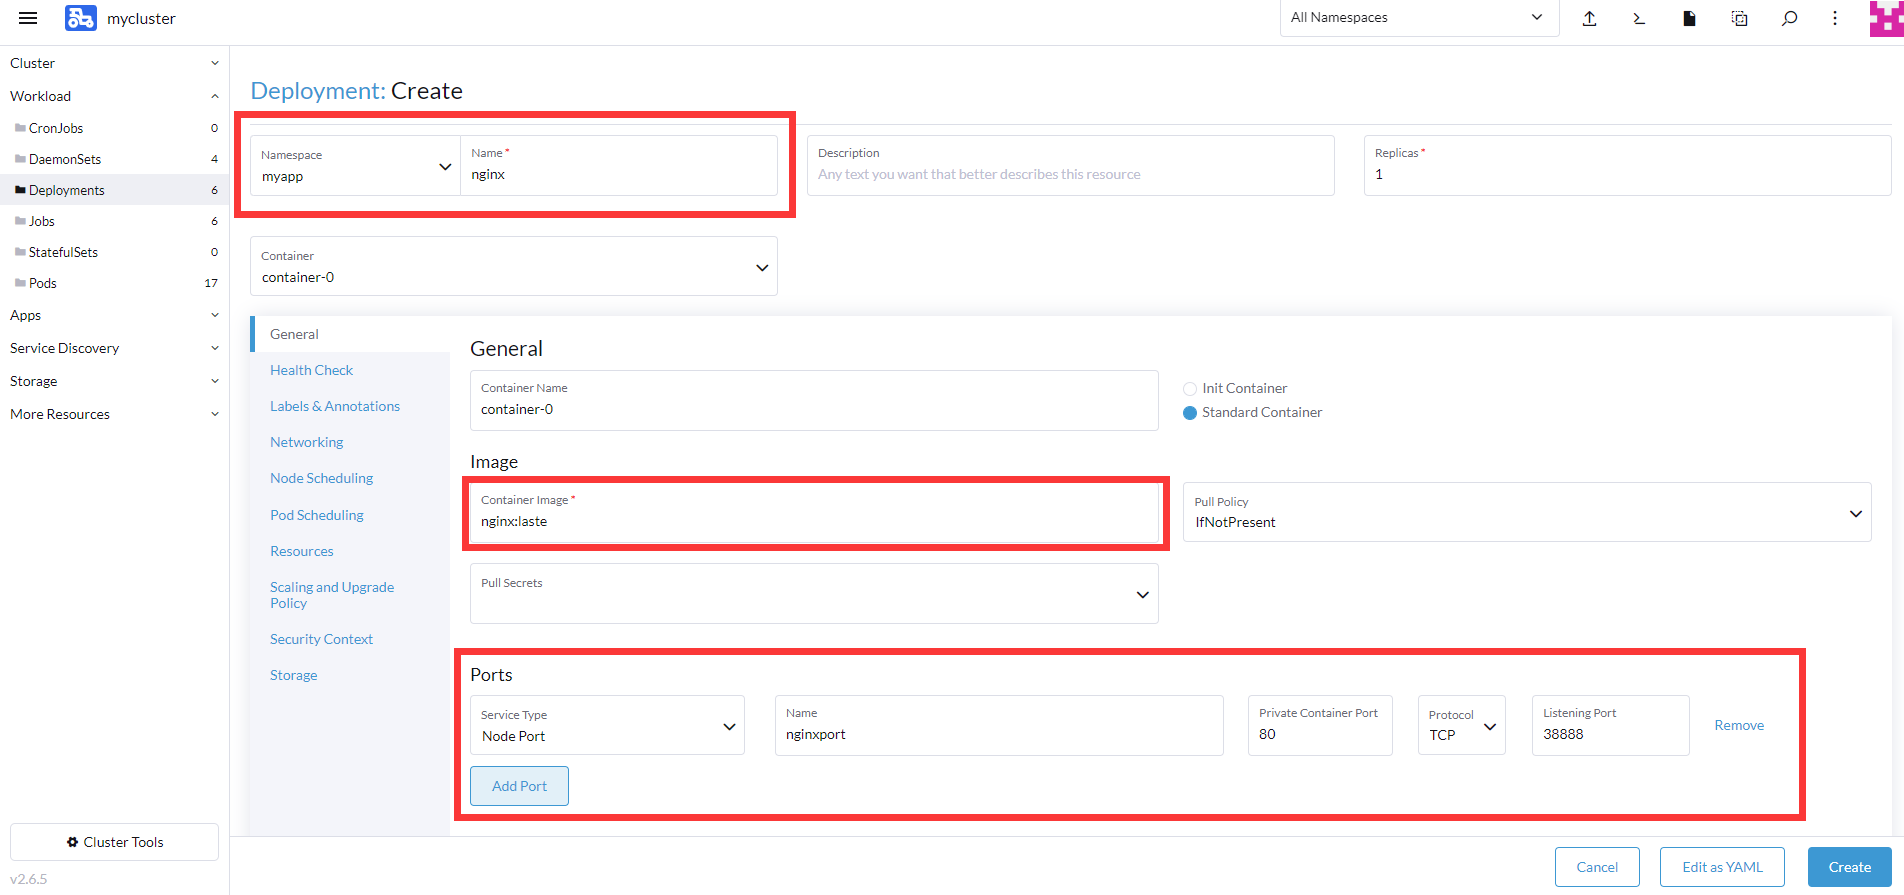 mycluster
All Namespaces
Cluster
Workload
CronJobs 0
DaemonSets 4
Deployments 6
Jobs 6
StatefulSets 0
Pods 17
Apps
Service Discovery
Storage
More Resources
Cluster Tools
v2.6.5
Deployment: Create
Namespace
myapp
Name *
nginx
Description
Any text you want that better describes this resource
Replicas *
1
Container
container-0
General
Health Check
Labels & Annotations
Networking
Node Scheduling
Pod Scheduling
Resources
Scaling and Upgrade
Policy
Security Context
Storage
General
Container Name
container-0
Init Container
Standard Container
Image
Container Image *
nginx:laste
Pull Policy
IfNotPresent
Pull Secrets
Ports
Service Type
Node Port
Name
nginxport
Private Container Port
80
Protocol
TCP
Listening Port
38888
Remove
Add Port
Cancel
Edit as YAML
Create